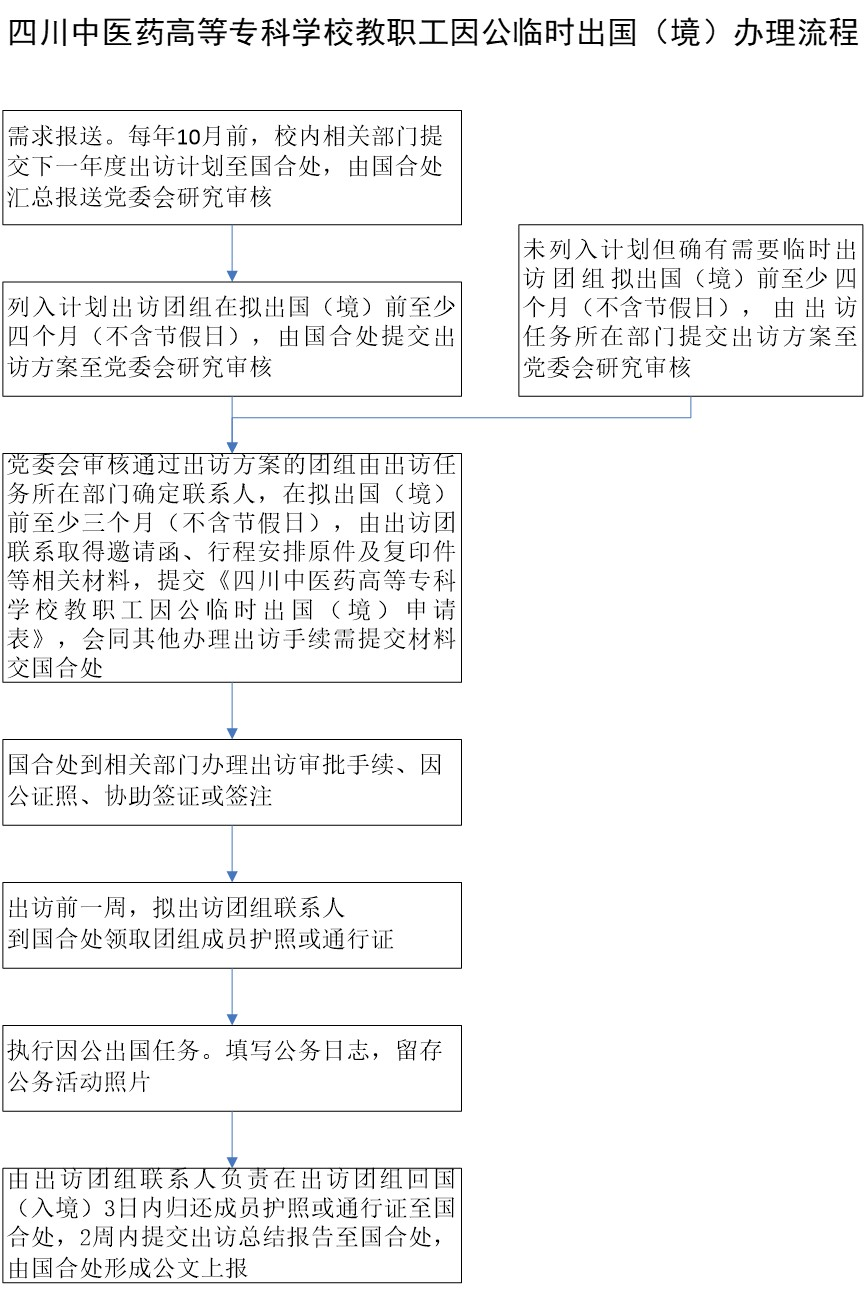 四川中医药高等专科学校教职工因公临时出国（境）办理流程
需求报送。每年10月前，校内相关部门提
交下一年度出访计划至国合处，由国合处
汇总报送党委会研究审核
未列入计划但确有需要临时出
访团组拟出国（境）前至少四
个月（不含节假日），由出访
任务所在部门提交出访方案至
党委会研究审核
列入计划出访团组在拟出国（境）前至少
四个月（不含节假日），由国合处提交出
访方案至党委会研究审核
党委会审核通过出访方案的团组由出访任
务所在部门确定联系人，在拟出国（境）
前至少三个月（不含节假日），由出访团
联系取得邀请函、行程安排原件及复印件
等相关材料，提交《四川中医药高等专科
学校教职工因公临时出国（境）申请
表》，会同其他办理出访手续需提交材料
交国合处
国合处到相关部门办理出访审批手续、因
公证照、协助签证或签注
出访前一周，拟出访团组联系人
到国合处领取团组成员护照或通行证
执行因公出国任务。填写公务日志，留存
公务活动照片
由出访团组联系人负责在出访团组回国
（入境）3日内归还成员护照或通行证至国
合处，2周内提交出访总结报告至国合处，
由国合处形成公文上报